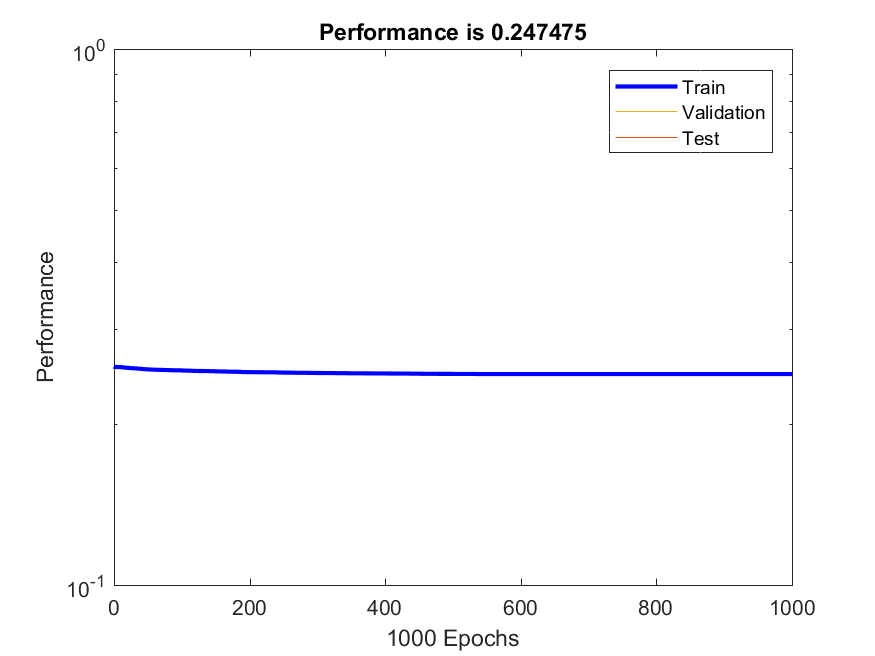 Performance is 0.247475
10^0
Train
Validation
Test
Performance
10^-1
0 200 400 600 800 1000
1000 Epochs